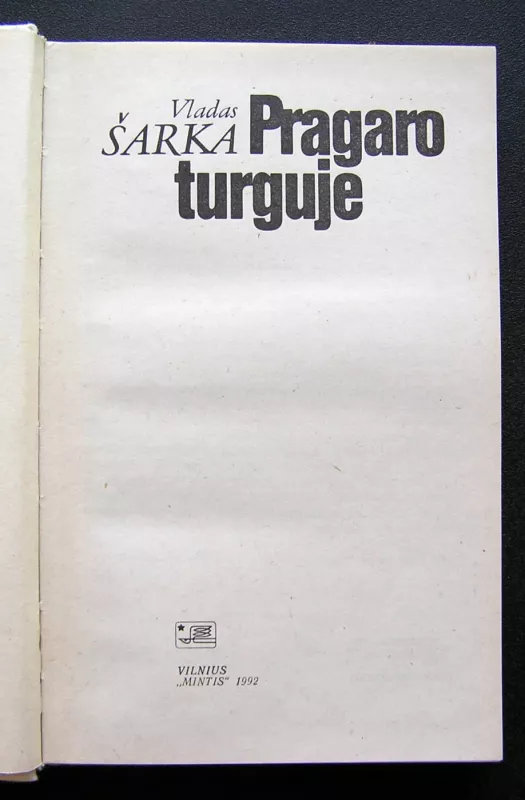 Vladas
ŠARKA Pragaro
turguje
VILNIUS
„MINTIS“ 1992